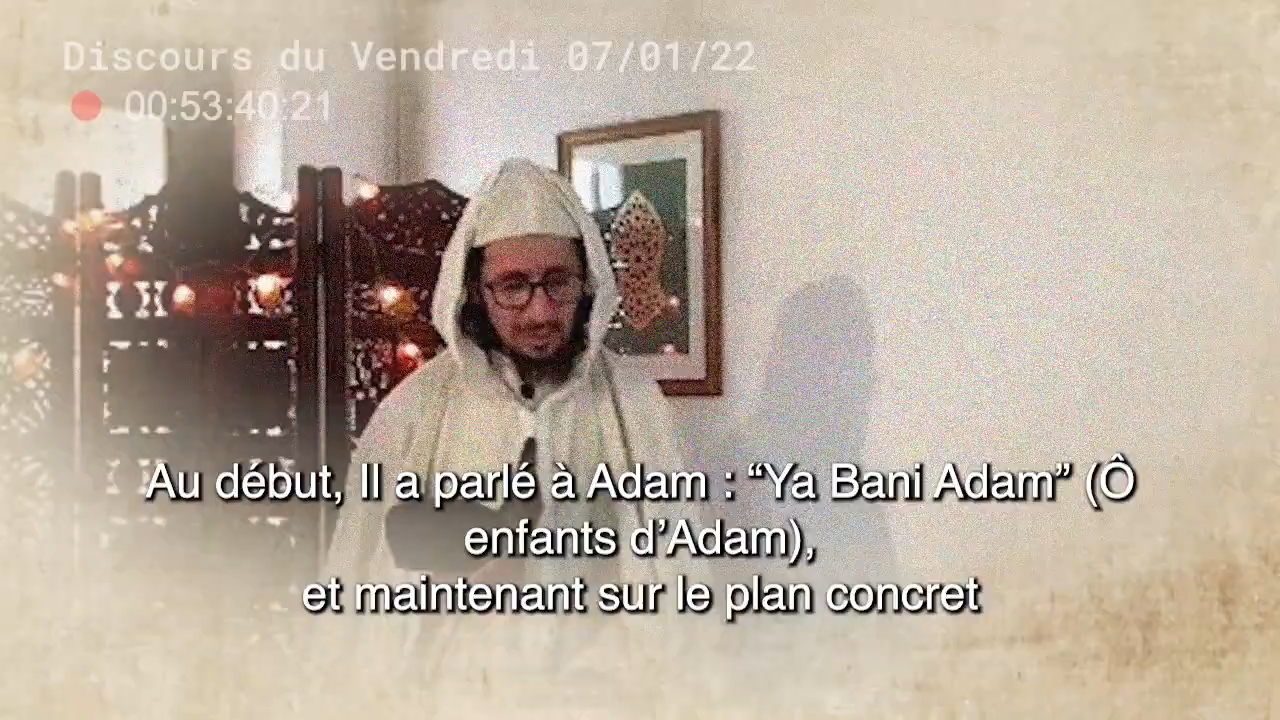 Discours du Vendredi 07/01/22
00:53:40:21
Au début, Il a parlé à Adam : “Ya Bani Adam” (Ô
enfants d’Adam),
et maintenant sur le plan concret